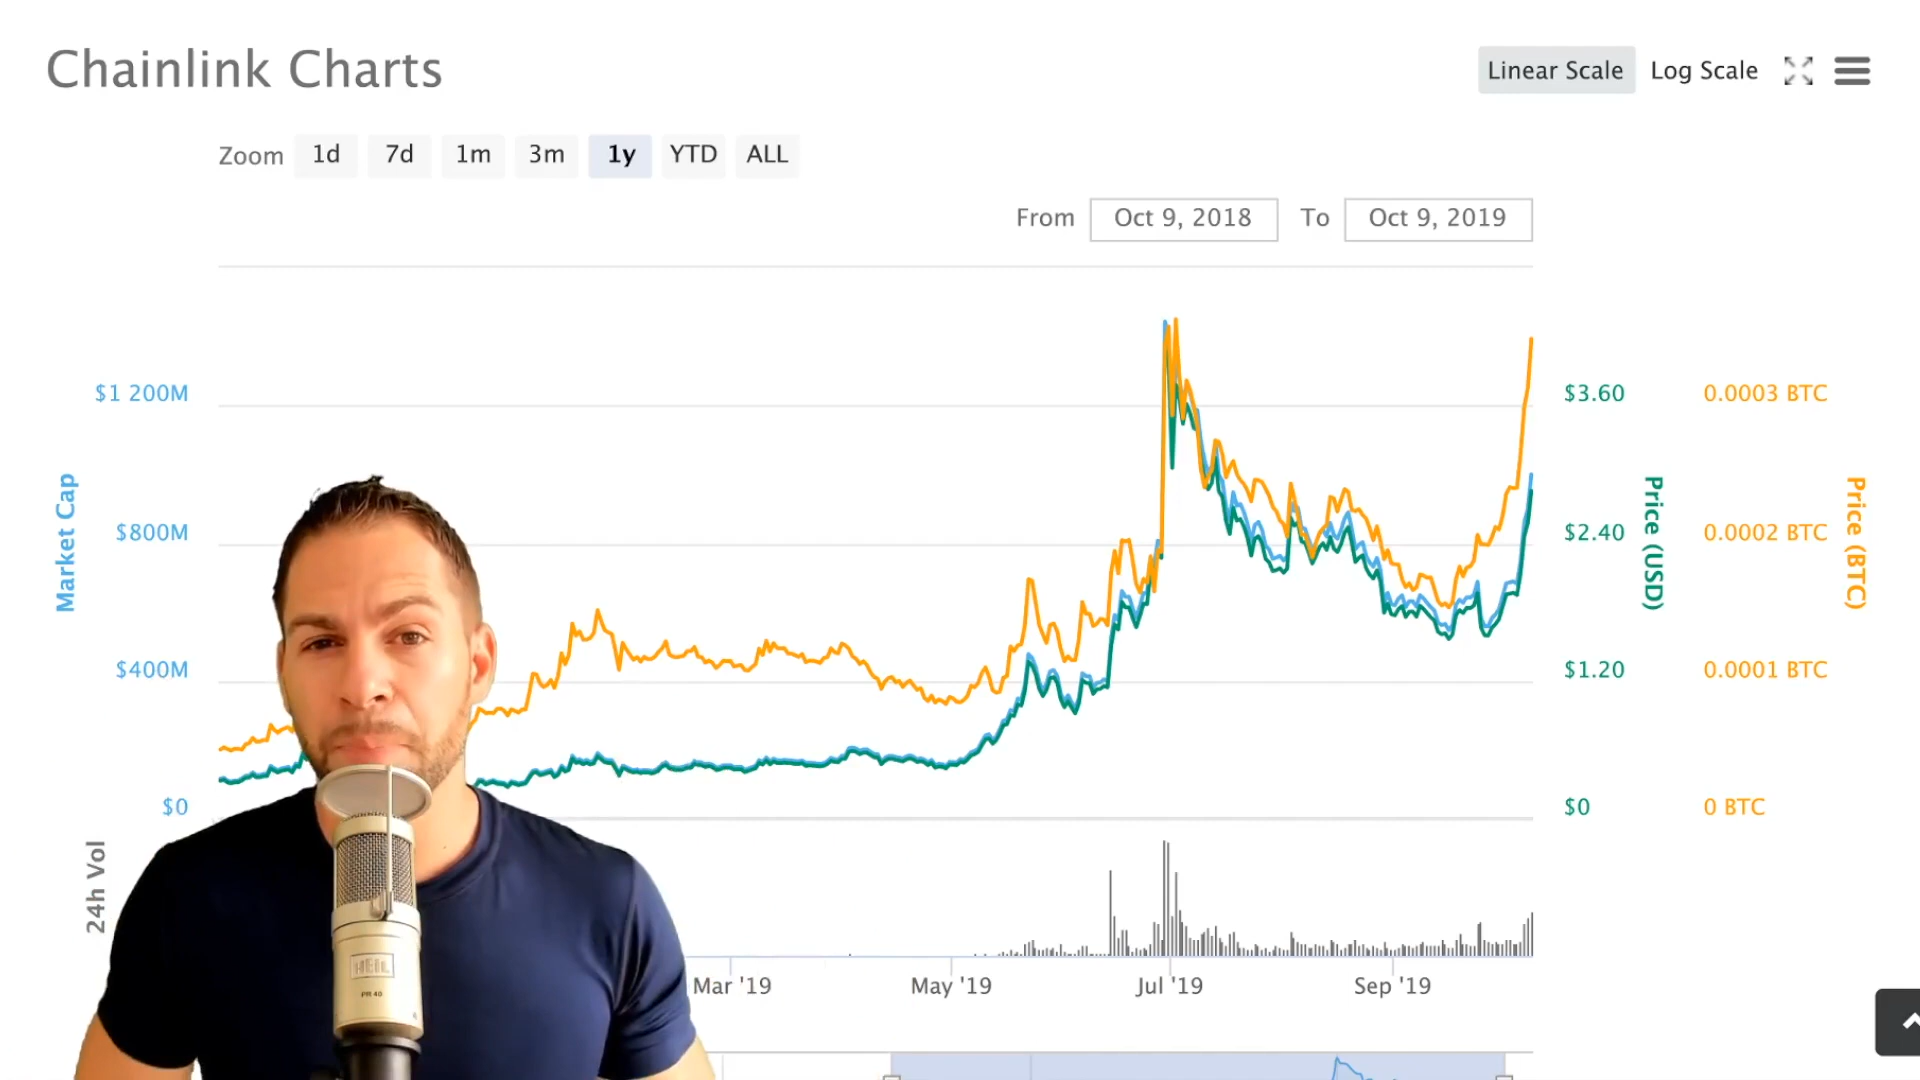 Chainlink Charts
Linear Scale Log Scale
Zoom 1d 7d 1m 3m 1y YTD ALL
From Oct 9, 2018 To Oct 9, 2019
$1 200M $3.60 0.0003 BTC
$800M $2.40 0.0002 BTC
$400M $1.20 0.0001 BTC
$0 $0 0 BTC
Market Cap
Price (USD)
Price (BTC)
24h Vol
Mar '19 May '19 Jul '19 Sep '19
HEIL
PR 40